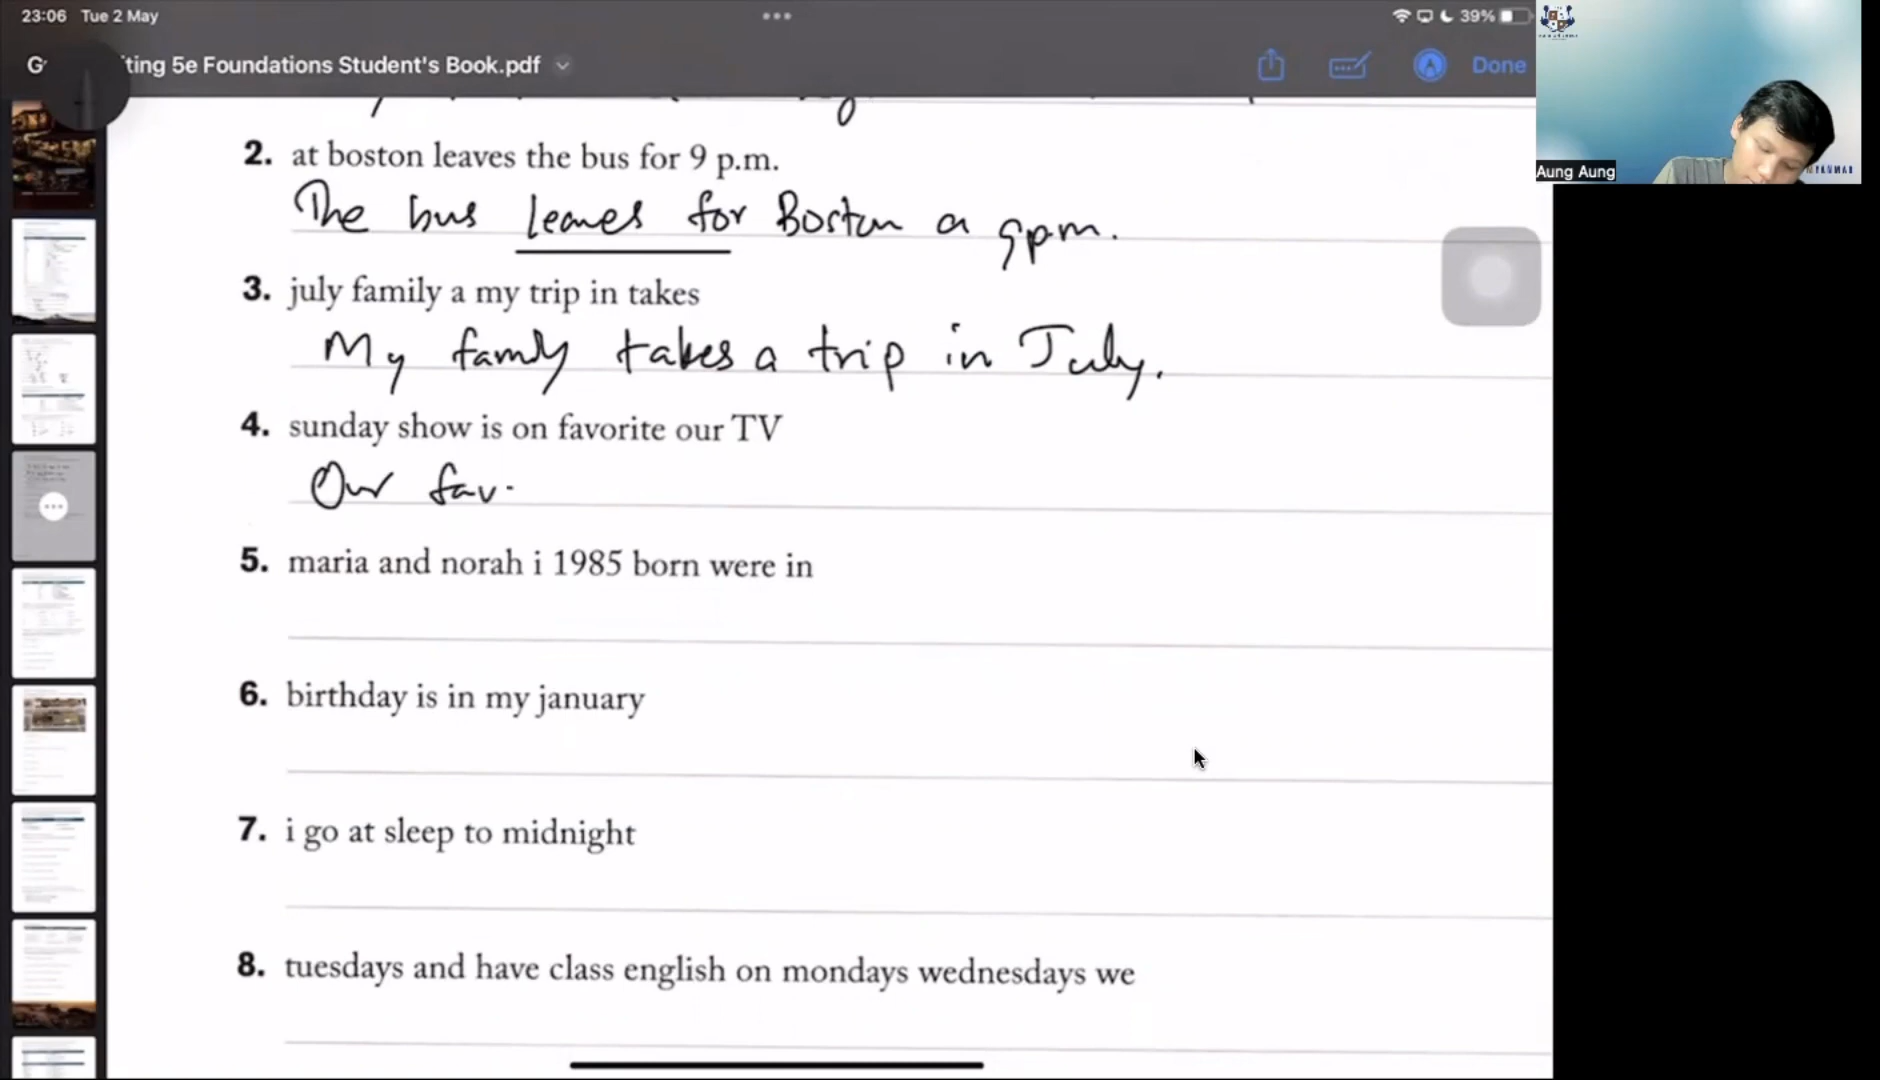 23:06 Tue 2 May
39%
G ting 5e Foundations Student's Book.pdf
Done
Aung Aung
MYANMAR
2. at boston leaves the bus for 9 p.m.
The bus leaves for Boston a 9pm.
3. july family a my trip in takes
My family takes a trip in July.
4. sunday show is on favorite our TV
Our fav.
5. maria and norah i 1985 born were in
6. birthday is in my january
7. i go at sleep to midnight
8. tuesdays and have class english on mondays wednesdays we